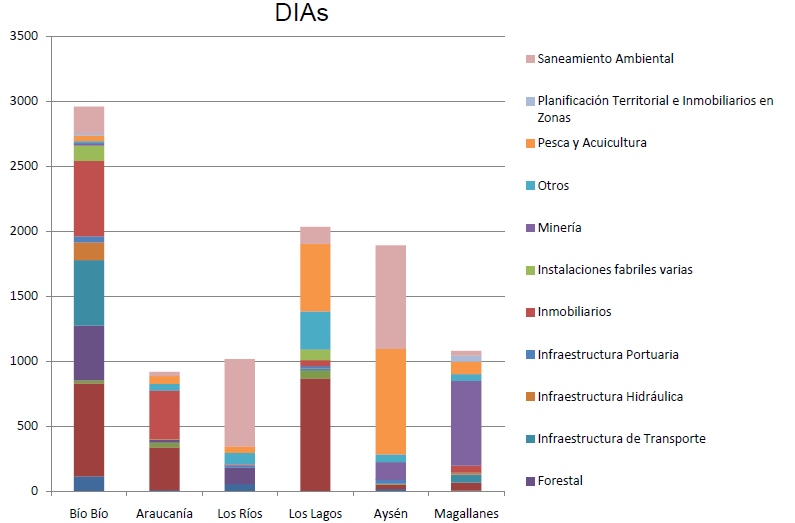 DIAs
3500
3000
2500
2000
1500
1000
500
0
Bío Bío
Araucanía
Los Ríos
Los Lagos
Aysén
Magallanes
Saneamiento Ambiental
Planificación Territorial e Inmobiliarios en
Zonas
Pesca y Acuicultura
Otros
Minería
Instalaciones fabriles varias
Inmobiliarios
Infraestructura Portuaria
Infraestructura Hidráulica
Infraestructura de Transporte
Forestal